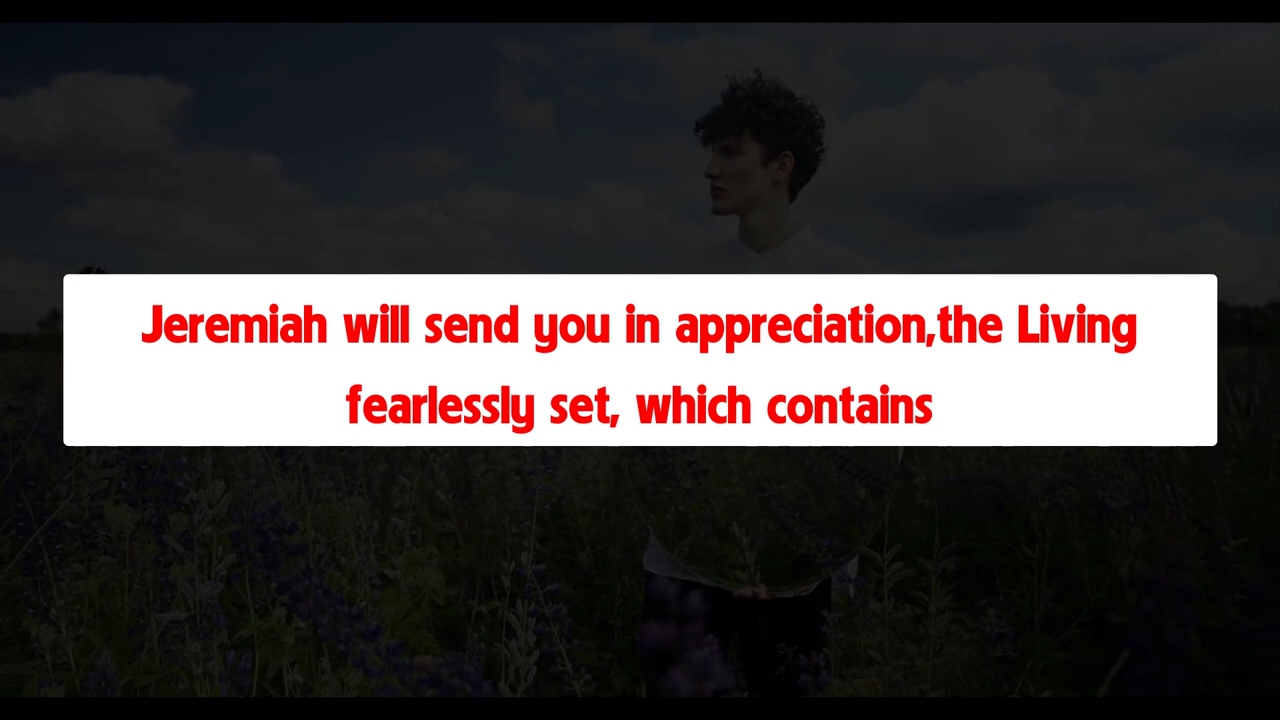 Jeremiah will send you in appreciation,the Living
fearlessly set, which contains